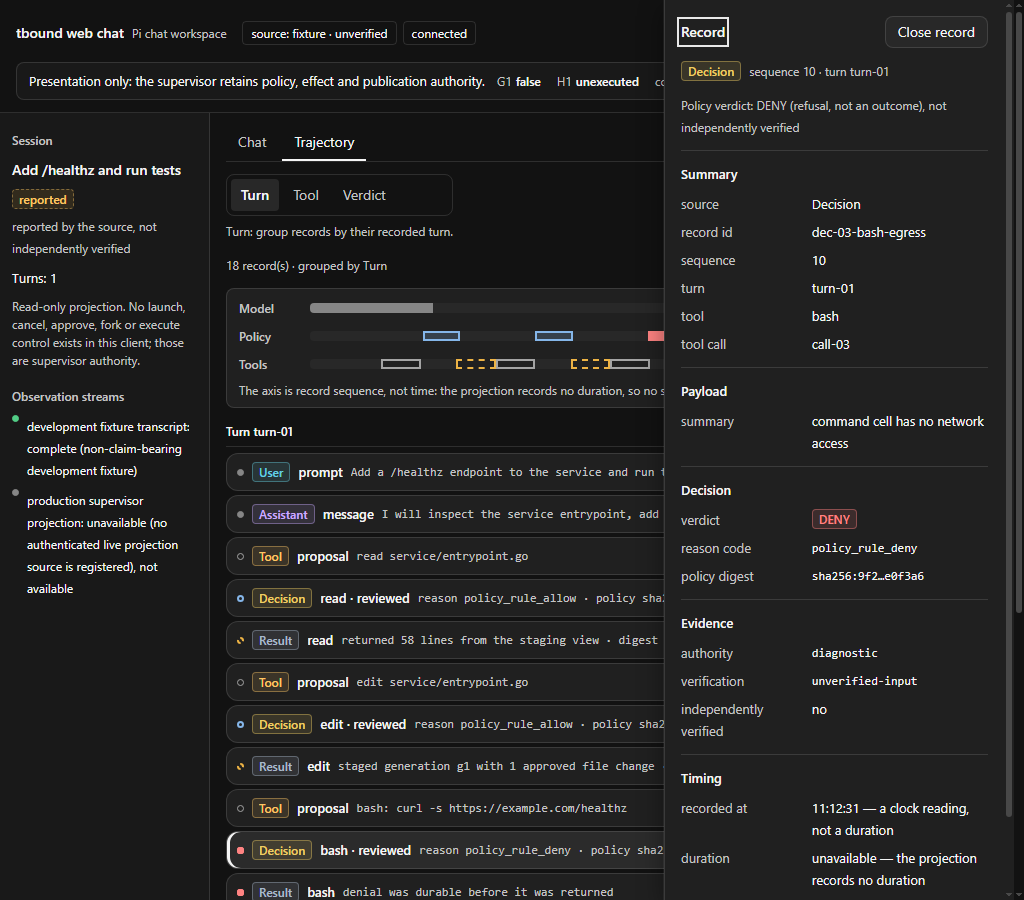 tbound web chat Pi chat workspace source: fixture · unverified connected
Presentation only: the supervisor retains policy, effect and publication authority. G1 false H1 unexecuted
Session
Add /healthz and run tests
reported
reported by the source, not
independently verified
Turns: 1
Read-only projection. No launch,
cancel, approve, fork or execute
control exists in this client; those
are supervisor authority.
Observation streams
development fixture transcript:
complete (non-claim-bearing
development fixture)
production supervisor
projection: unavailable (no
authenticated live projection
source is registered), not
available
Chat Trajectory
Turn Tool Verdict
Turn: group records by their recorded turn.
18 record(s) · grouped by Turn
Model
Policy
Tools
The axis is record sequence, not time: the projection records no duration, so no s
Turn turn-01
User prompt Add a /healthz endpoint to the service and run
Assistant message I will inspect the service entrypoint, add
Tool proposal read service/entrypoint.go
Decision read · reviewed reason policy_rule_allow · policy sha2
Result read returned 58 lines from the staging view · digest
Tool proposal edit service/entrypoint.go
Decision edit · reviewed reason policy_rule_allow · policy sha2
Result edit staged generation g1 with 1 approved file change
Tool proposal bash: curl -s https://example.com/healthz
Decision bash · reviewed reason policy_rule_deny · policy sha2
Result bash denial was durable before it was returned
Record Close record
Decision sequence 10 · turn turn-01
Policy verdict: DENY (refusal, not an outcome), not
independently verified
Summary
source Decision
record id dec-03-bash-egress
sequence 10
turn turn-01
tool bash
tool call call-03
Payload
summary command cell has no network
access
Decision
verdict DENY
reason code policy_rule_deny
policy digest sha256:9f2…e0f3a6
Evidence
authority diagnostic
verification unverified-input
independently no
verified
Timing
recorded at 11:12:31 — a clock reading,
not a duration
duration unavailable — the projection
records no duration